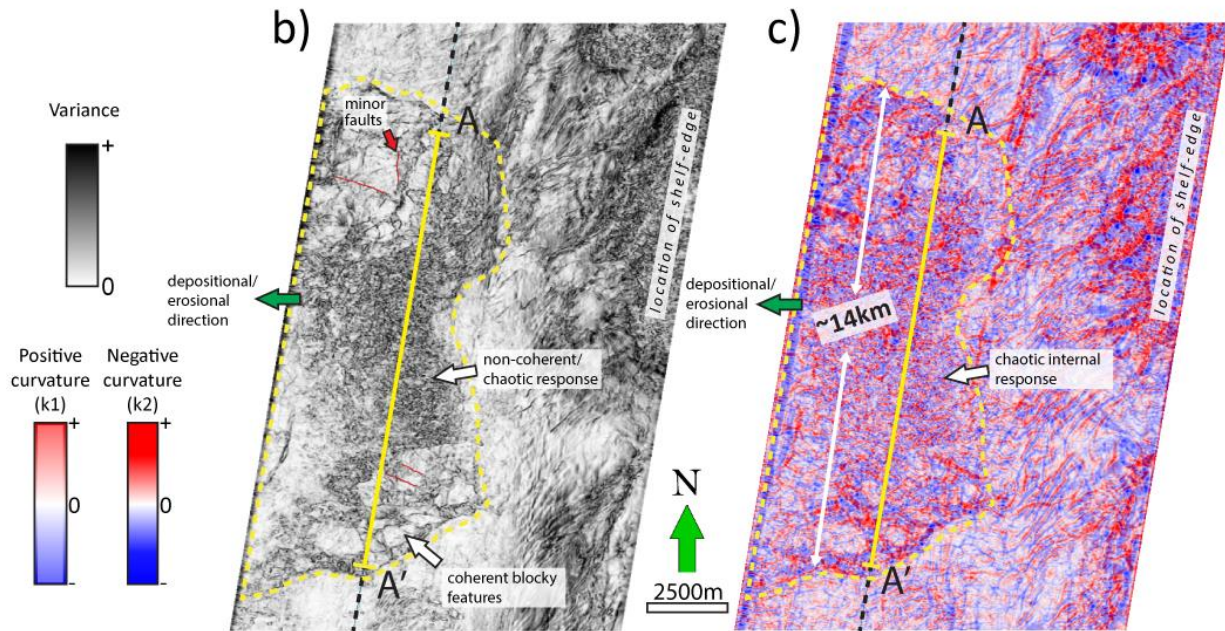 b)
c)
Variance
+
0
minor
faults
A
A
location of shelf-edge
location of shelf-edge
depositional/
erosional
direction
depositional/
erosional
direction
~14km
Positive
curvature
(k1)
Negative
curvature
(k2)
+
0
-
+
0
-
non-coherent/
chaotic response
chaotic internal
response
N
2500m
A'
A'
coherent blocky
features